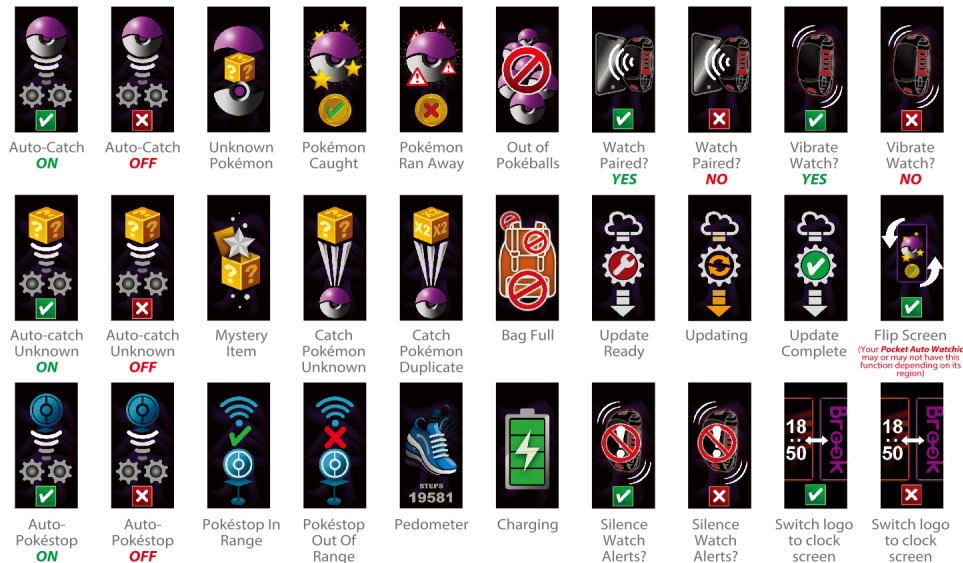 Auto-Catch
ON
Auto-Catch
OFF
Unknown
Pokémon
Pokémon
Caught
Pokémon
Ran Away
Out of
Pokéballs
Watch
Paired?
YES
Watch
Paired?
NO
Vibrate
Watch?
YES
Vibrate
Watch?
NO
? ?
? ?
? ?
? ?
? ?
X2 X2
Auto-catch
Unknown
ON
Auto-catch
Unknown
OFF
Mystery
Item
Catch
Pokémon
Unknown
Catch
Pokémon
Duplicate
Bag Full
Update
Ready
Updating
Update
Complete
Flip Screen
(Your Pocket Auto Watchic
may or may not have this
function depending on its
region)
STEPS
19581
18
::
50
Brook
18
::
50
Brook
Auto-
Pokéstop
ON
Auto-
Pokéstop
OFF
Pokéstop In
Range
Pokéstop
Out Of
Range
Pedometer
Charging
Silence
Watch
Alerts?
Silence
Watch
Alerts?
Switch logo
to clock
screen
Switch logo
to clock
screen